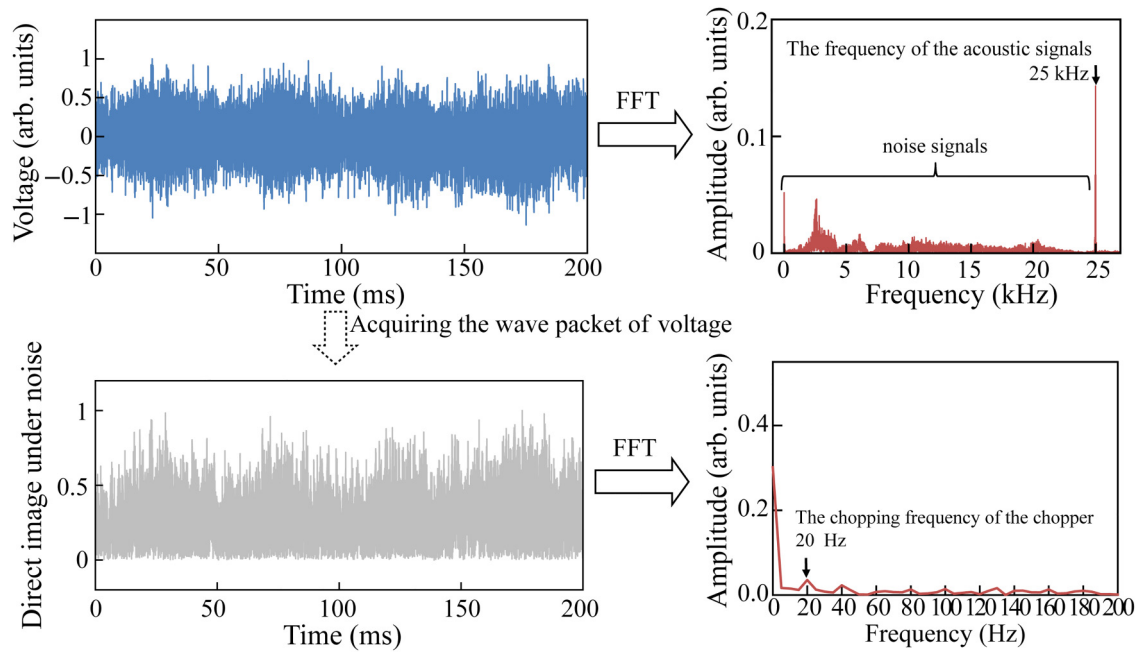 Voltage (arb. units)
1
0.5
0
−0.5
−1
0 50 100 150 200
Time (ms)
FFT
Amplitude (arb. units)
0.2
0.1
0
The frequency of the acoustic signals
25 kHz
noise signals
0 5 10 15 20 25
Frequency (kHz)
Acquiring the wave packet of voltage
Direct image under noise
1
0.5
0
0 50 100 150 200
Time (ms)
FFT
Amplitude (arb. units)
0.4
0.2
0.0
The chopping frequency of the chopper
20 Hz
0 20 40 60 80 100 120 140 160 180 200
Frequency (Hz)